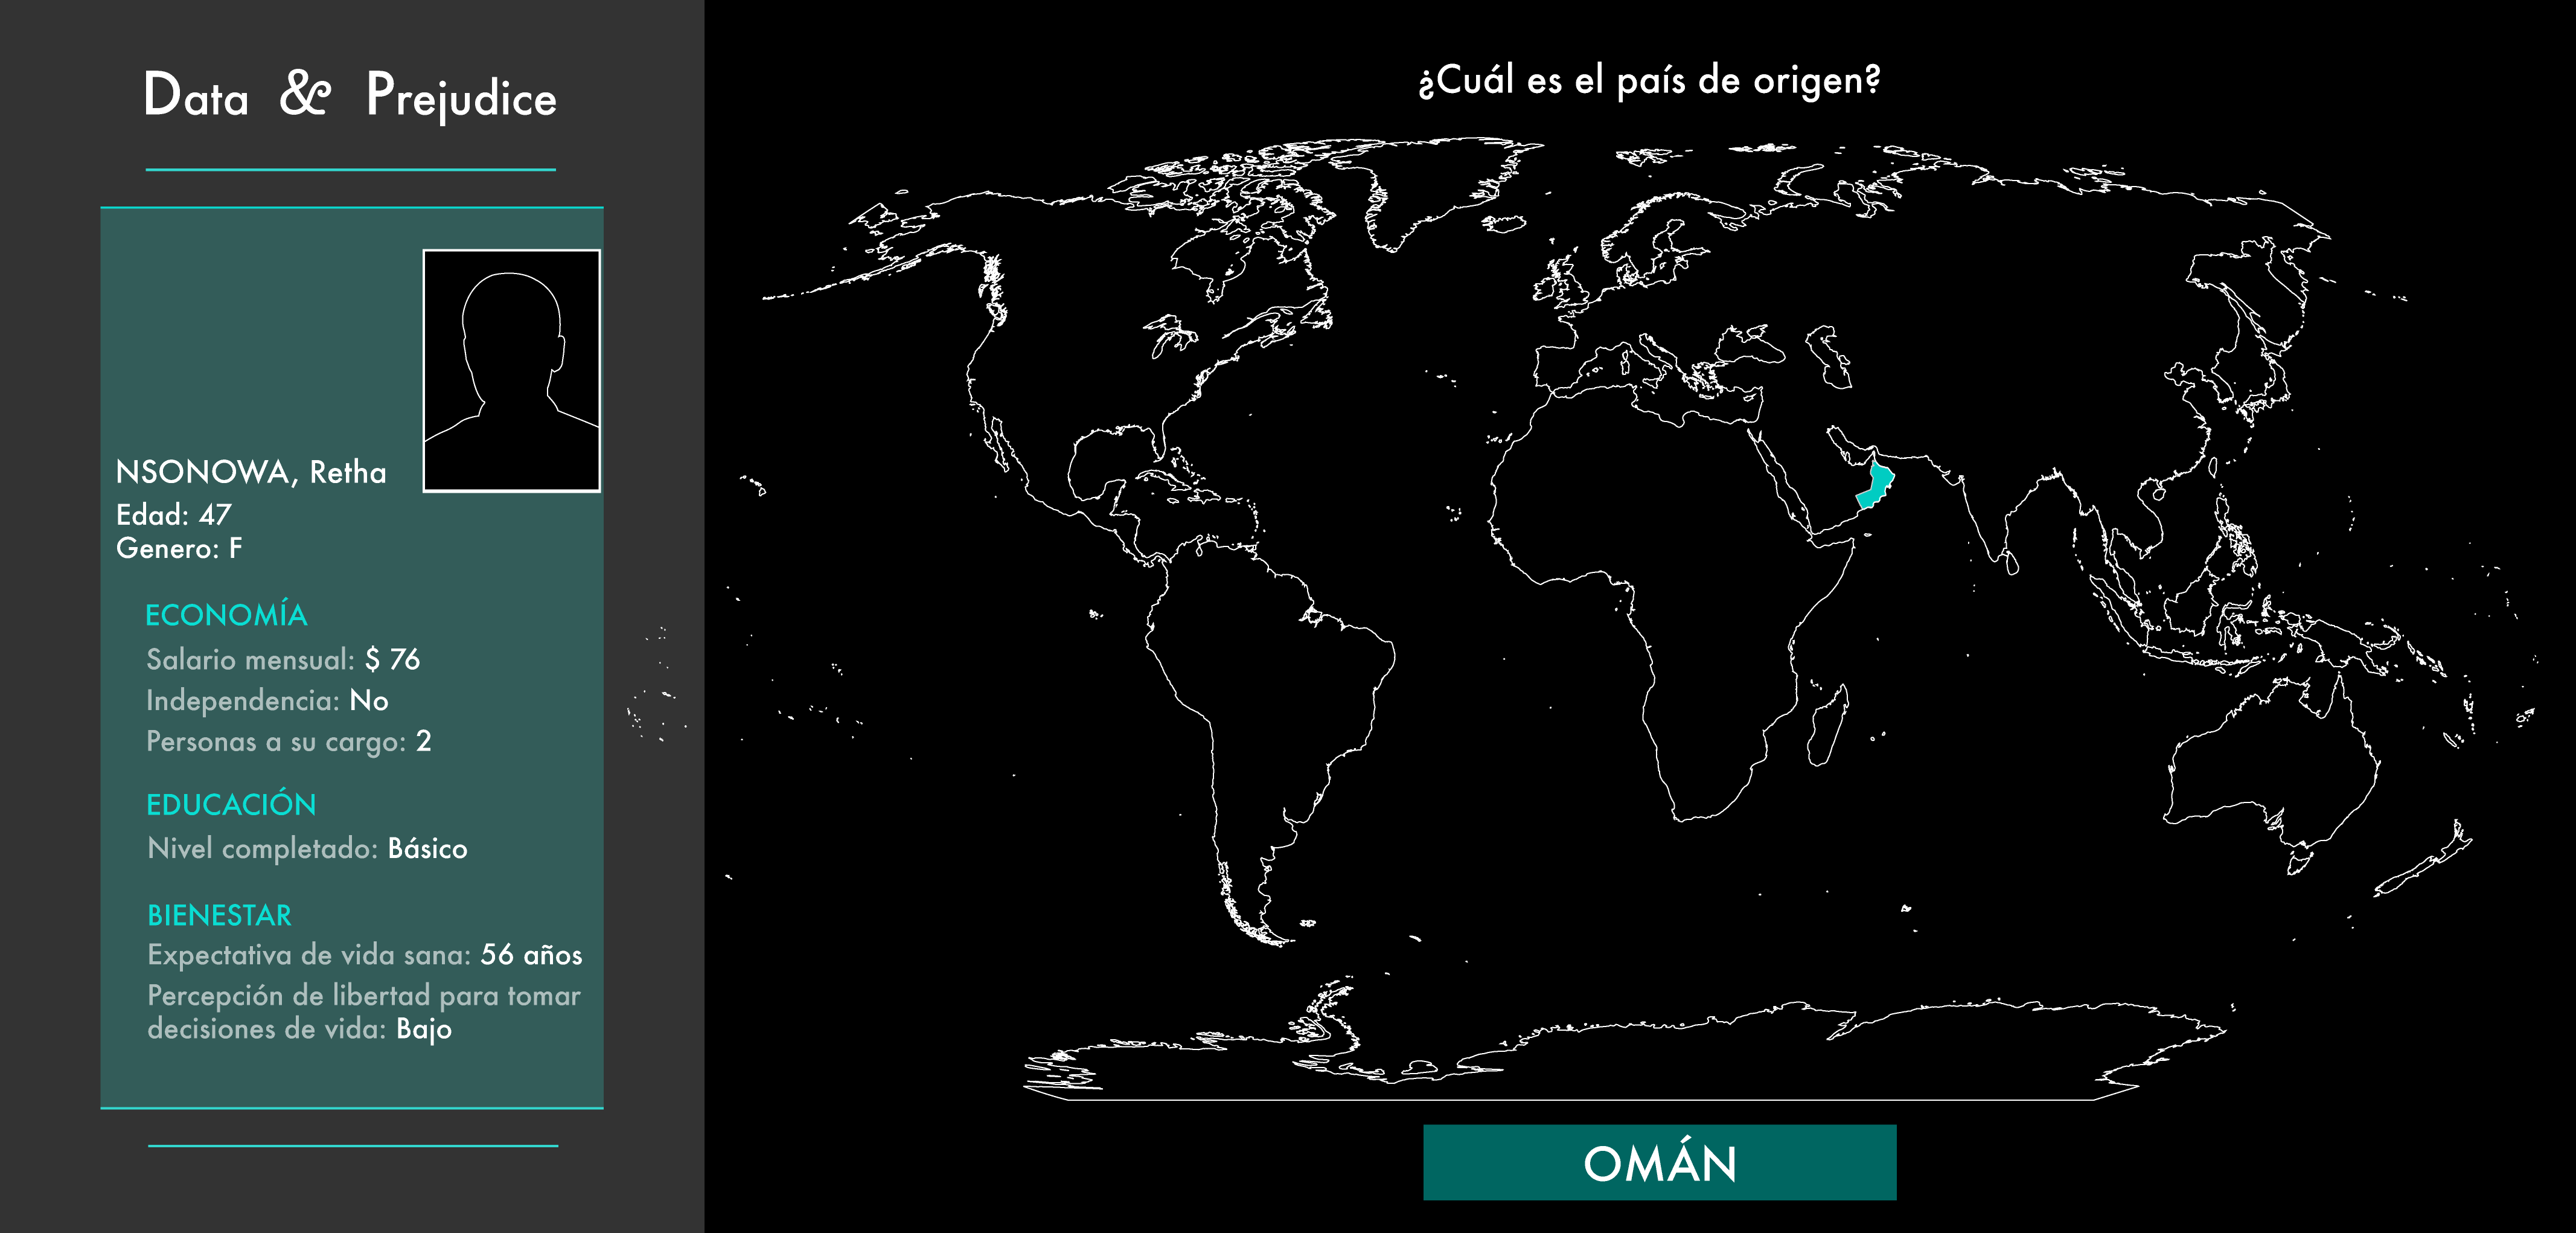 Data & Prejudice
NSONOWA, Retha
Edad: 47
Genero: F
ECONOMÍA
Salario mensual: $ 76
Independencia: No
Personas a su cargo: 2
EDUCACIÓN
Nivel completado: Básico
BIENESTAR
Expectativa de vida sana: 56 años
Percepción de libertad para tomar
decisiones de vida: Bajo
¿Cuál es el país de origen?
OMÁN